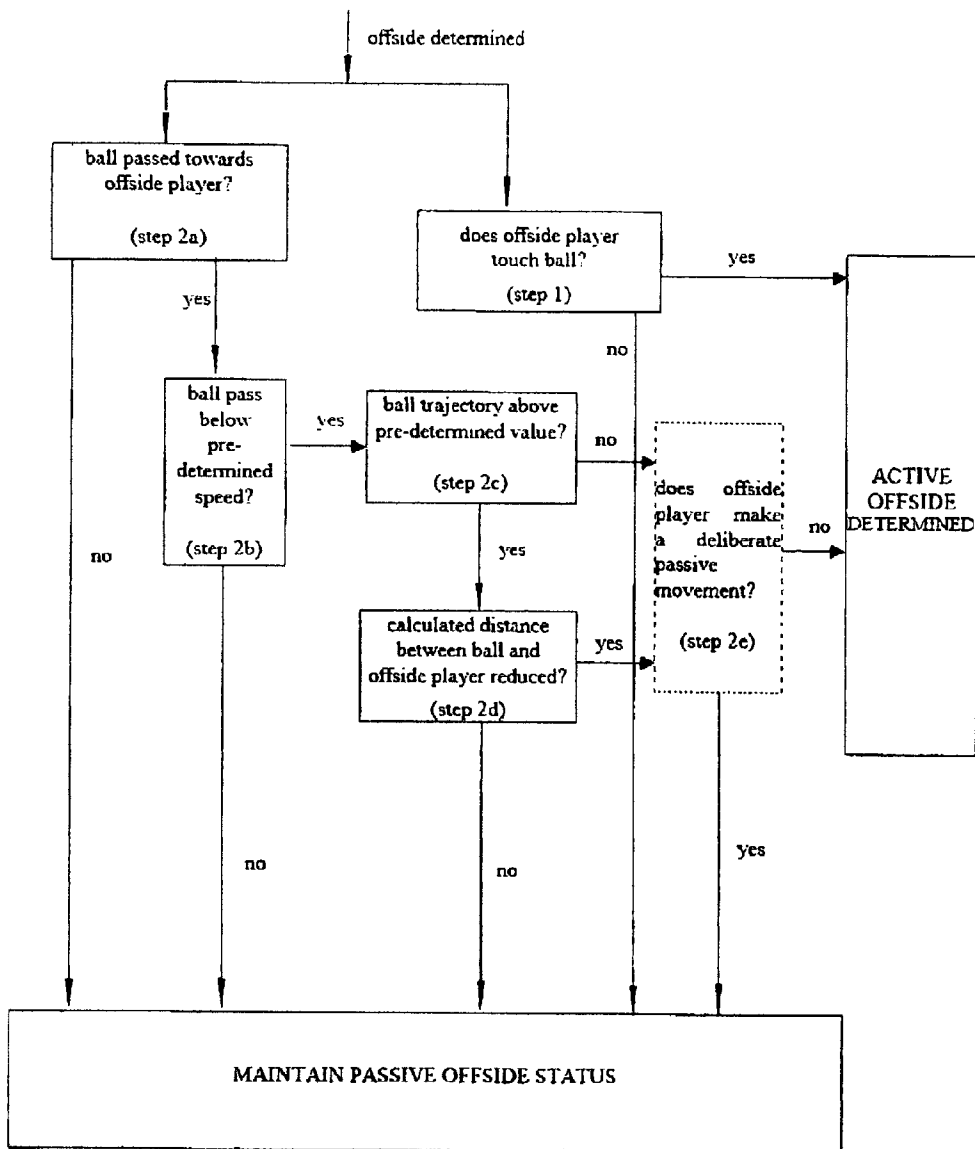 offside determined
ball passed towards
offside player?
(step 2a)
does offside player
touch ball?
(step 1)
yes
yes
no
ball pass
below
pre-
determined
speed?
(step 2b)
yes
ball trajectory above
pre-determined value?
(step 2c)
no
does offside
player make
a deliberate
passive
movement?
(step 2e)
no
ACTIVE
OFFSIDE
DETERMINED
no
yes
calculated distance
between ball and
offside player reduced?
(step 2d)
yes
no
no
yes
MAINTAIN PASSIVE OFFSIDE STATUS